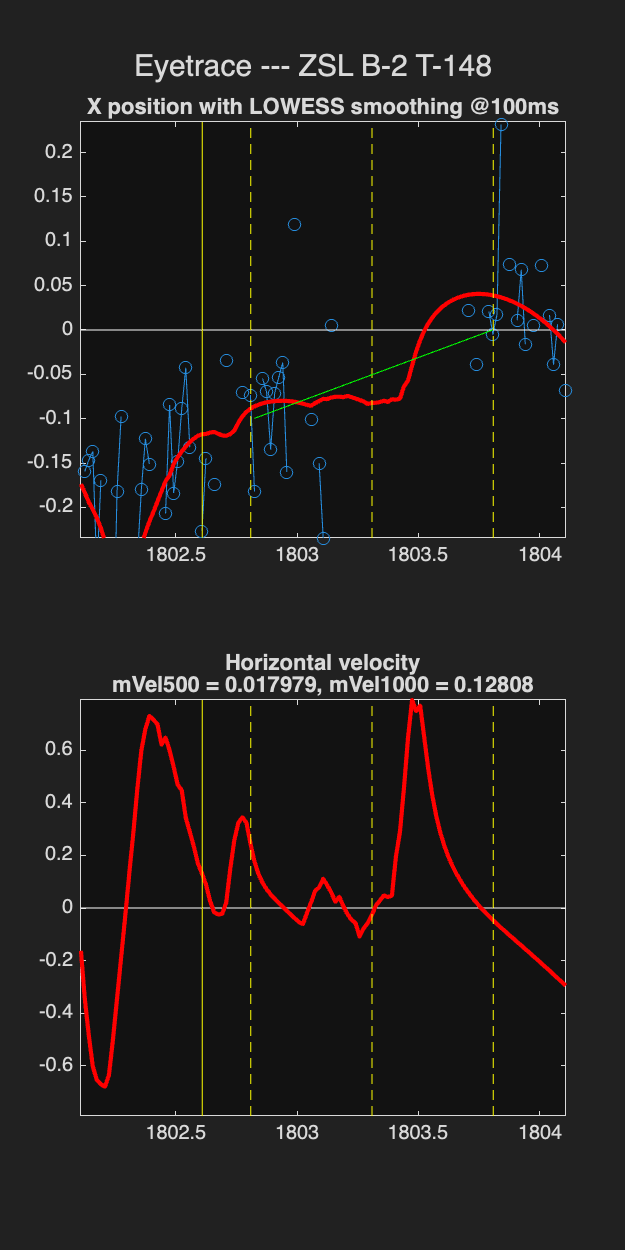 Eyetrace --- ZSL B-2 T-148
X position with LOWESS smoothing @100ms
0.2
0.15
0.1
0.05
0
-0.05
-0.1
-0.15
-0.2
1802.5 1803 1803.5 1804
Horizontal velocity
mVel500 = 0.017979, mVel1000 = 0.12808
0.6
0.4
0.2
0
-0.2
-0.4
-0.6
1802.5 1803 1803.5 1804